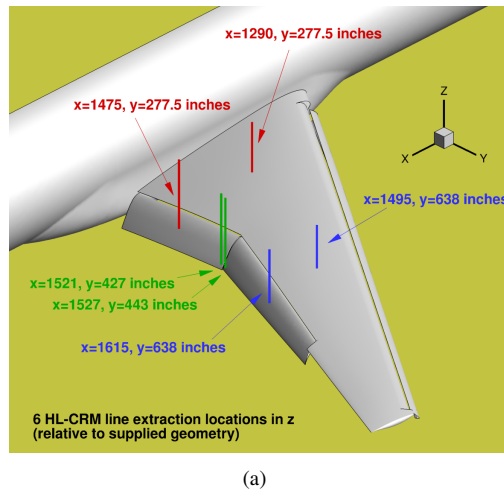 x=1290, y=277.5 inches
x=1475, y=277.5 inches
Z
X
Y
x=1495, y=638 inches
x=1521, y=427 inches
x=1527, y=443 inches
x=1615, y=638 inches
6 HL-CRM line extraction locations in z
(relative to supplied geometry)
(a)